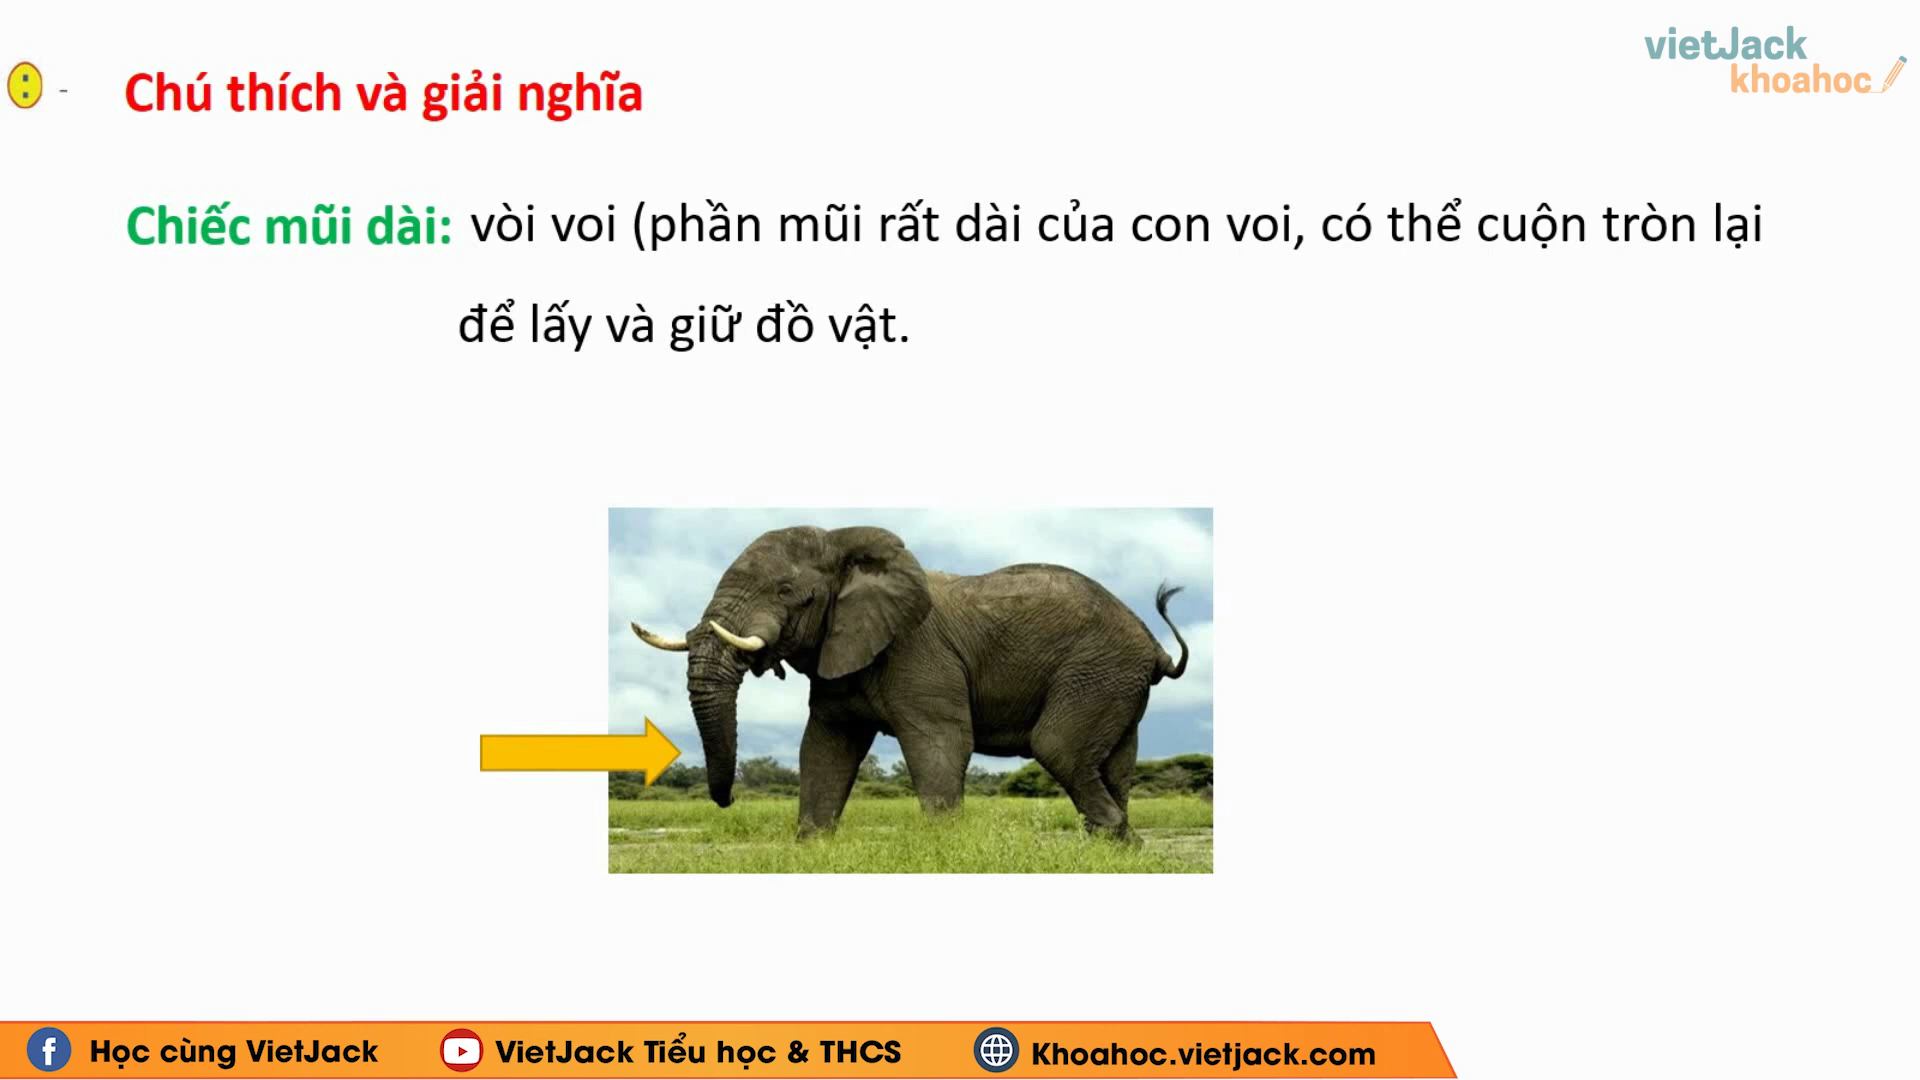 vietJack
khoahoc
- Chú thích và giải nghĩa
Chiếc mũi dài: vòi voi (phần mũi rất dài của con voi, có thể cuộn tròn lại
để lấy và giữ đồ vật.
Học cùng VietJack
VietJack Tiểu học & THCS
Khoahoc.vietjack.com